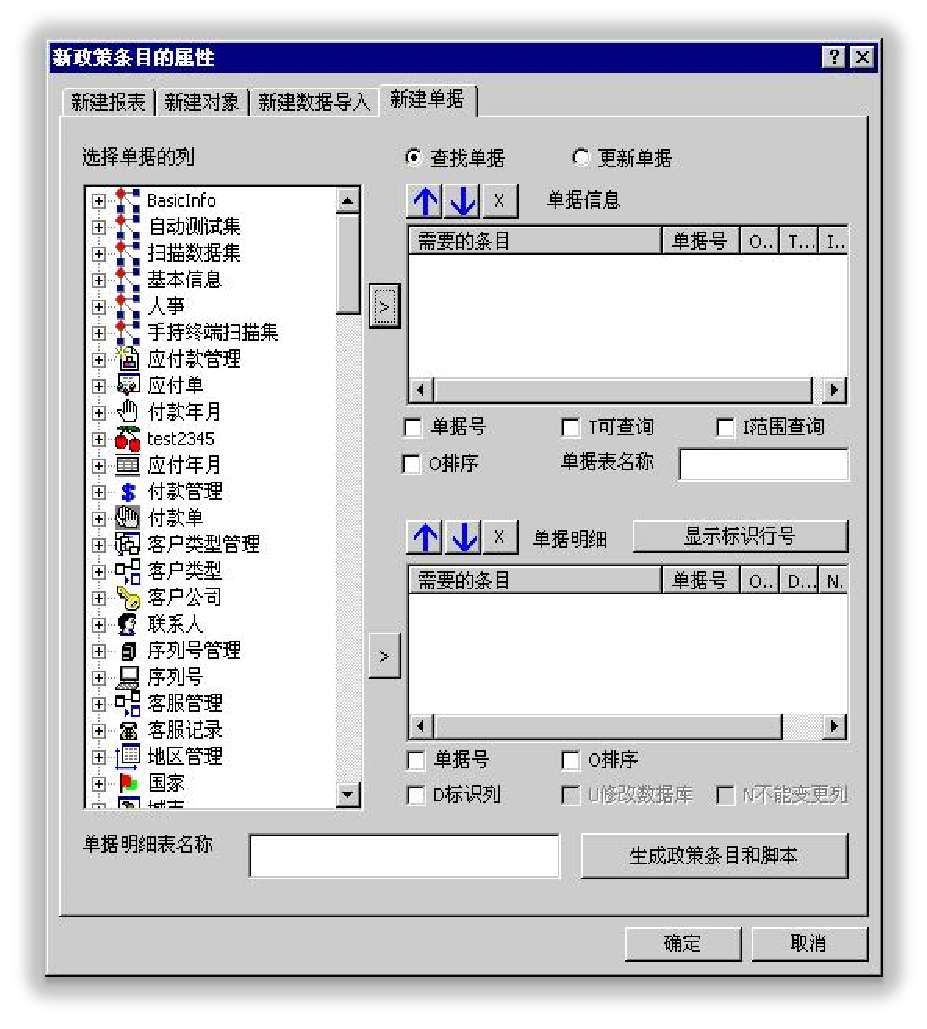 新政策条目的属性
新建报表 新建对象 新建数据导入 新建单据
选择单据的列
查找单据 更新单据
BasicInfo
自动测试集
扫描数据集
基本信息
人事
手持终端扫描集
应付款管理
应付单
付款年月
test2345
应付年月
付款管理
付款单
客户类型管理
客户类型
客户公司
联系人
序列号管理
序列号
客服管理
客服记录
地区管理
国家
城市
>
X 单据信息
需要的条目 单据号 O.. T... I..
单据号 T可查询 I范围查询
O排序 单据表名称
X 单据明细 显示标识行号
需要的条目 单据号 O.. D... N.
>
单据号 O排序
D标识列 U修改数据库 N不能变更列
单据明细表名称 生成政策条目和脚本
确定 取消